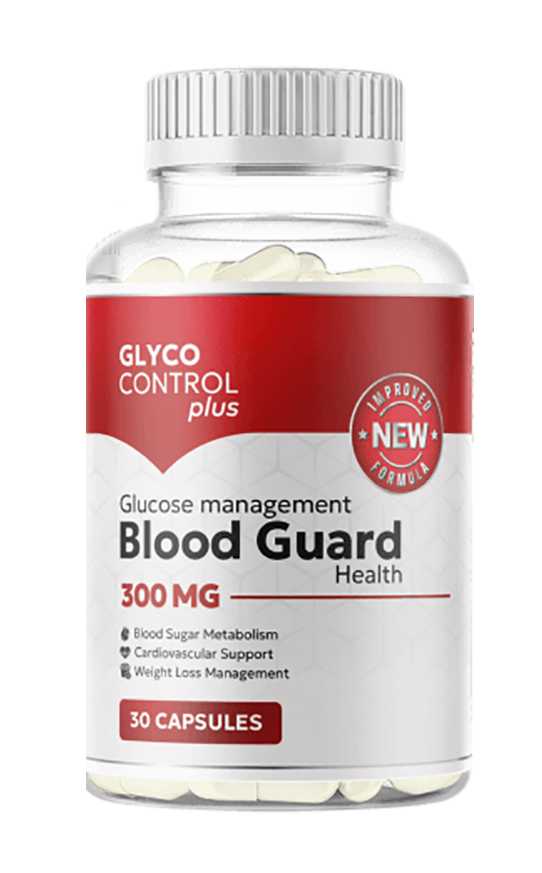 GLYCO
CONTROL
plus
IMPROVED
NEW
FORMULA
Glucose management
Blood Guard
Health
300 MG
Blood Sugar Metabolism
Cardiovascular Support
Weight Loss Management
30 CAPSULES